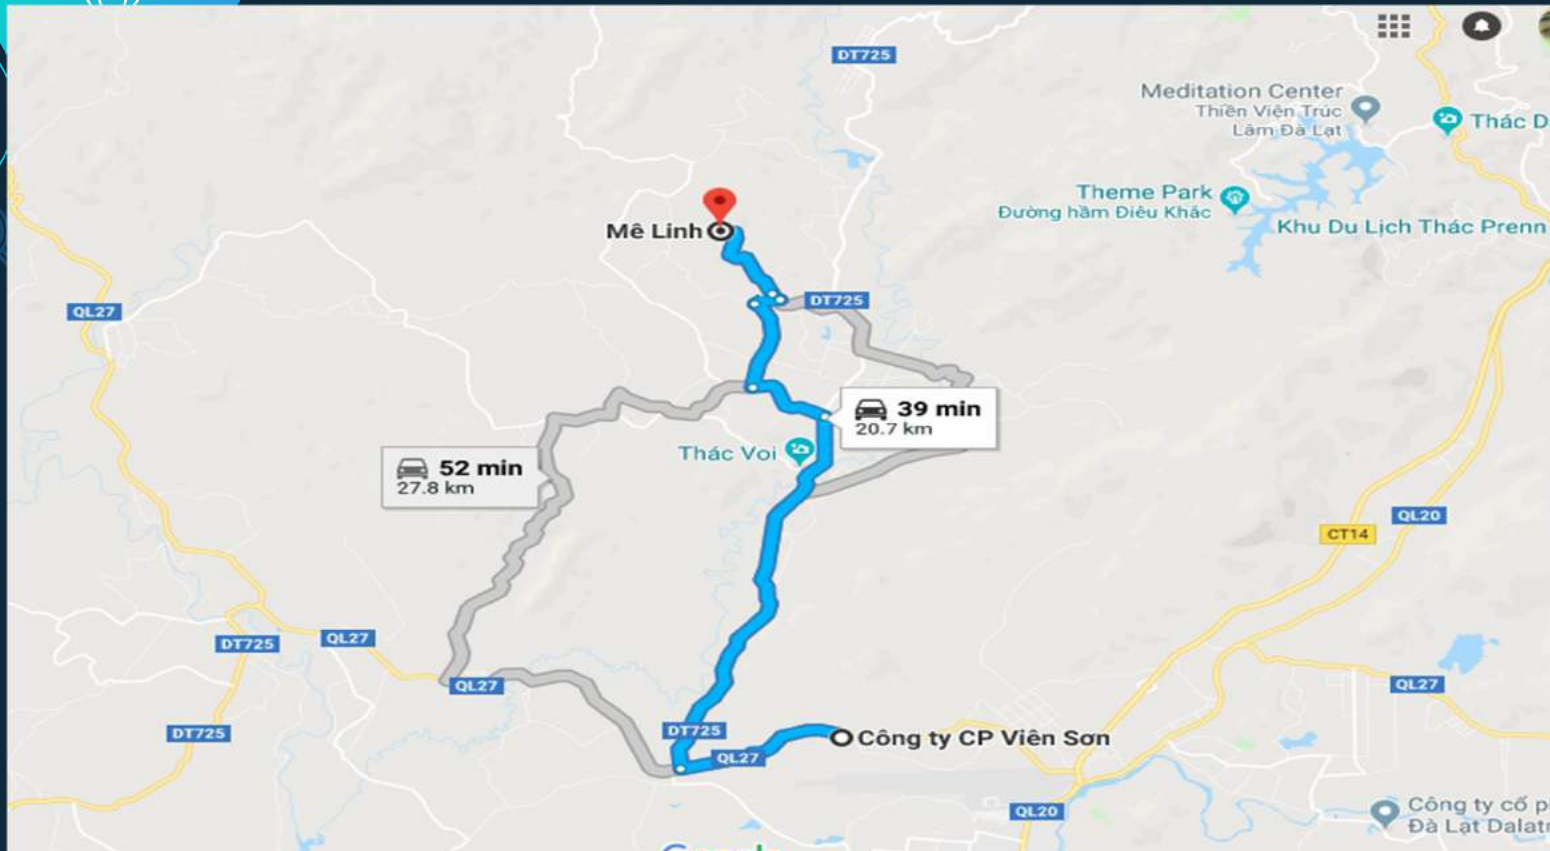 DT725
Meditation Center
Thiền Viện Trúc
Lâm Đà Lạt
Thác D
Theme Park
Đường hầm Điêu Khắc
Khu Du Lịch Thác Prenn
Mê Linh
QL27
DT725
39 min
20.7 km
Thác Voi
52 min
27.8 km
QL20
CT14
DT725
QL27
QL27
QL27
DT725
DT725
QL27
Công ty CP Viên Sơn
QL20
Công ty cổ p
Đà Lạt Dalat